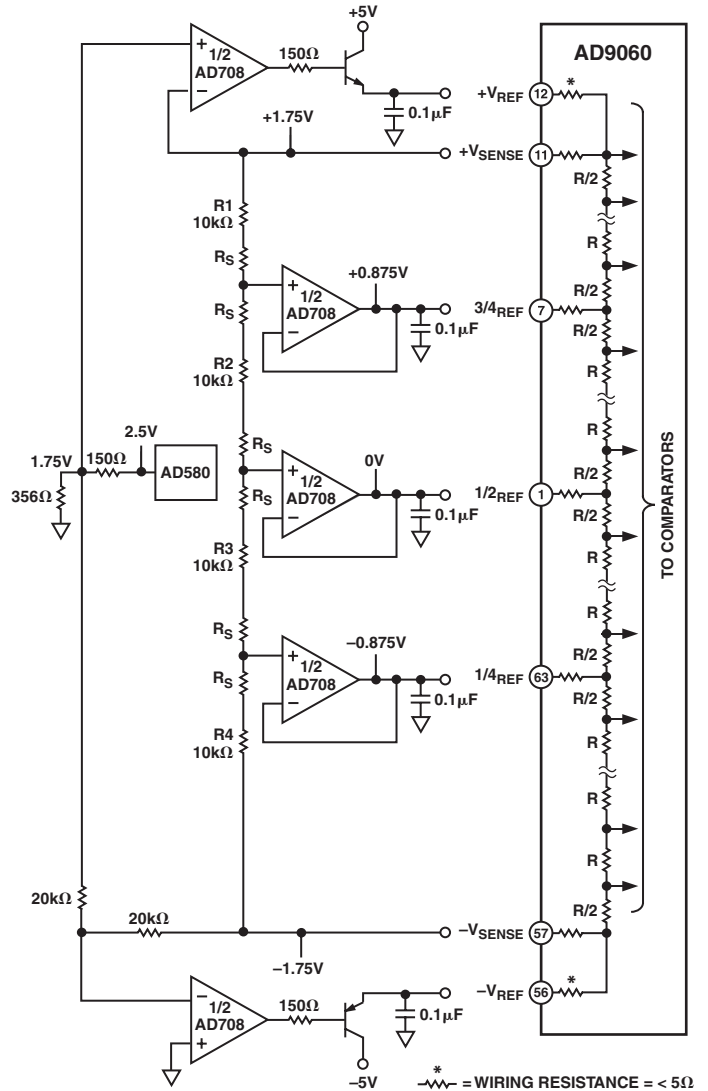 +5V
+
1/2
AD708
−
150Ω
0.1μF
+1.75V
R1
10kΩ
RS
RS
R2
10kΩ
+
1/2
AD708
−
+0.875V
0.1μF
1.75V
150Ω
2.5V
AD580
356Ω
RS
RS
+
1/2
AD708
−
0V
0.1μF
R3
10kΩ
RS
RS
+
1/2
AD708
−
−0.875V
0.1μF
R4
10kΩ
20kΩ
20kΩ
−1.75V
−
1/2
AD708
+
150Ω
0.1μF
−5V
AD9060
+VREF
12
*
+VSENSE
11
R/2
R
R/2
3/4REF
7
R/2
R
R
R/2
1/2REF
1
R/2
R
R
R/2
1/4REF
63
R/2
R
R
R
R/2
−VSENSE
57
−VREF
56
*
TO COMPARATORS
* = WIRING RESISTANCE = < 5Ω